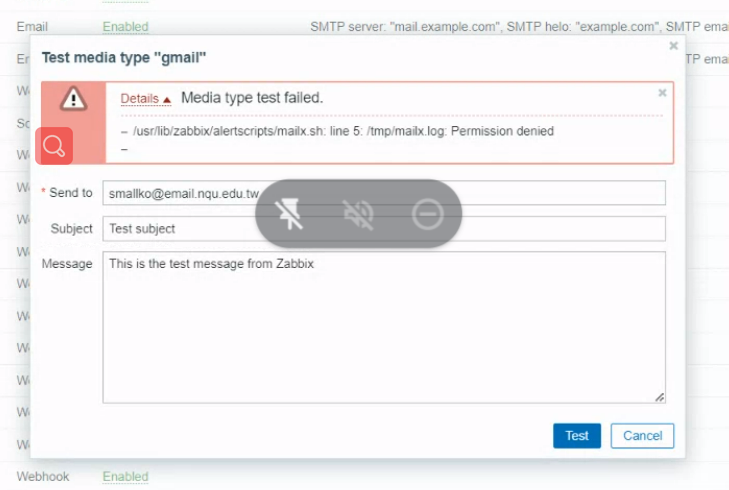 Email Enabled SMTP server: "mail.example.com", SMTP helo: "example.com", SMTP emai
Test media type "gmail"
TP emai
Details Media type test failed.
– /usr/lib/zabbix/alertscripts/mailx.sh: line 5: /tmp/mailx.log: Permission denied
–
* Send to smallko@email.nqu.edu.tw
Subject Test subject
Message This is the test message from Zabbix
Test Cancel
Webhook Enabled